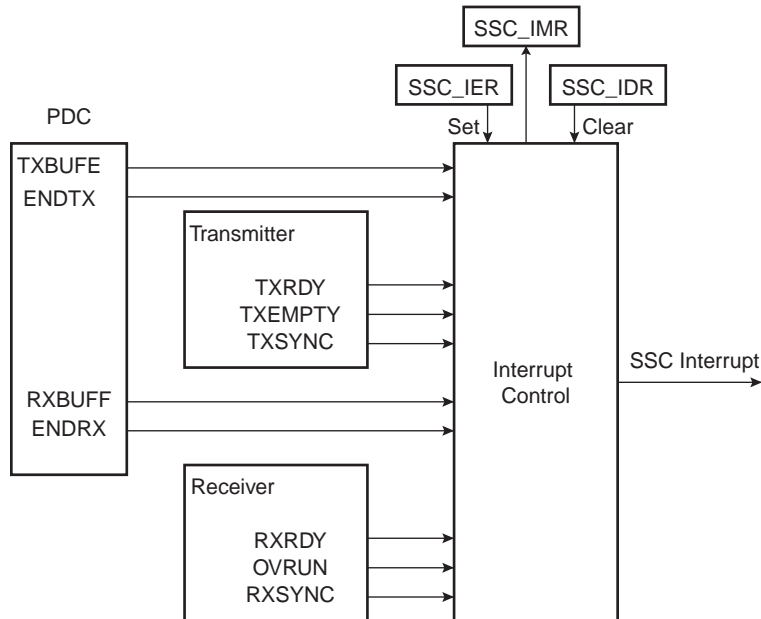 SSC_IMR
SSC_IER
SSC_IDR
PDC
Set
Clear
TXBUFE
ENDTX
Transmitter
TXRDY
TXEMPTY
TXSYNC
SSC Interrupt
Interrupt
Control
RXBUFF
ENDRX
Receiver
RXRDY
OVRUN
RXSYNC